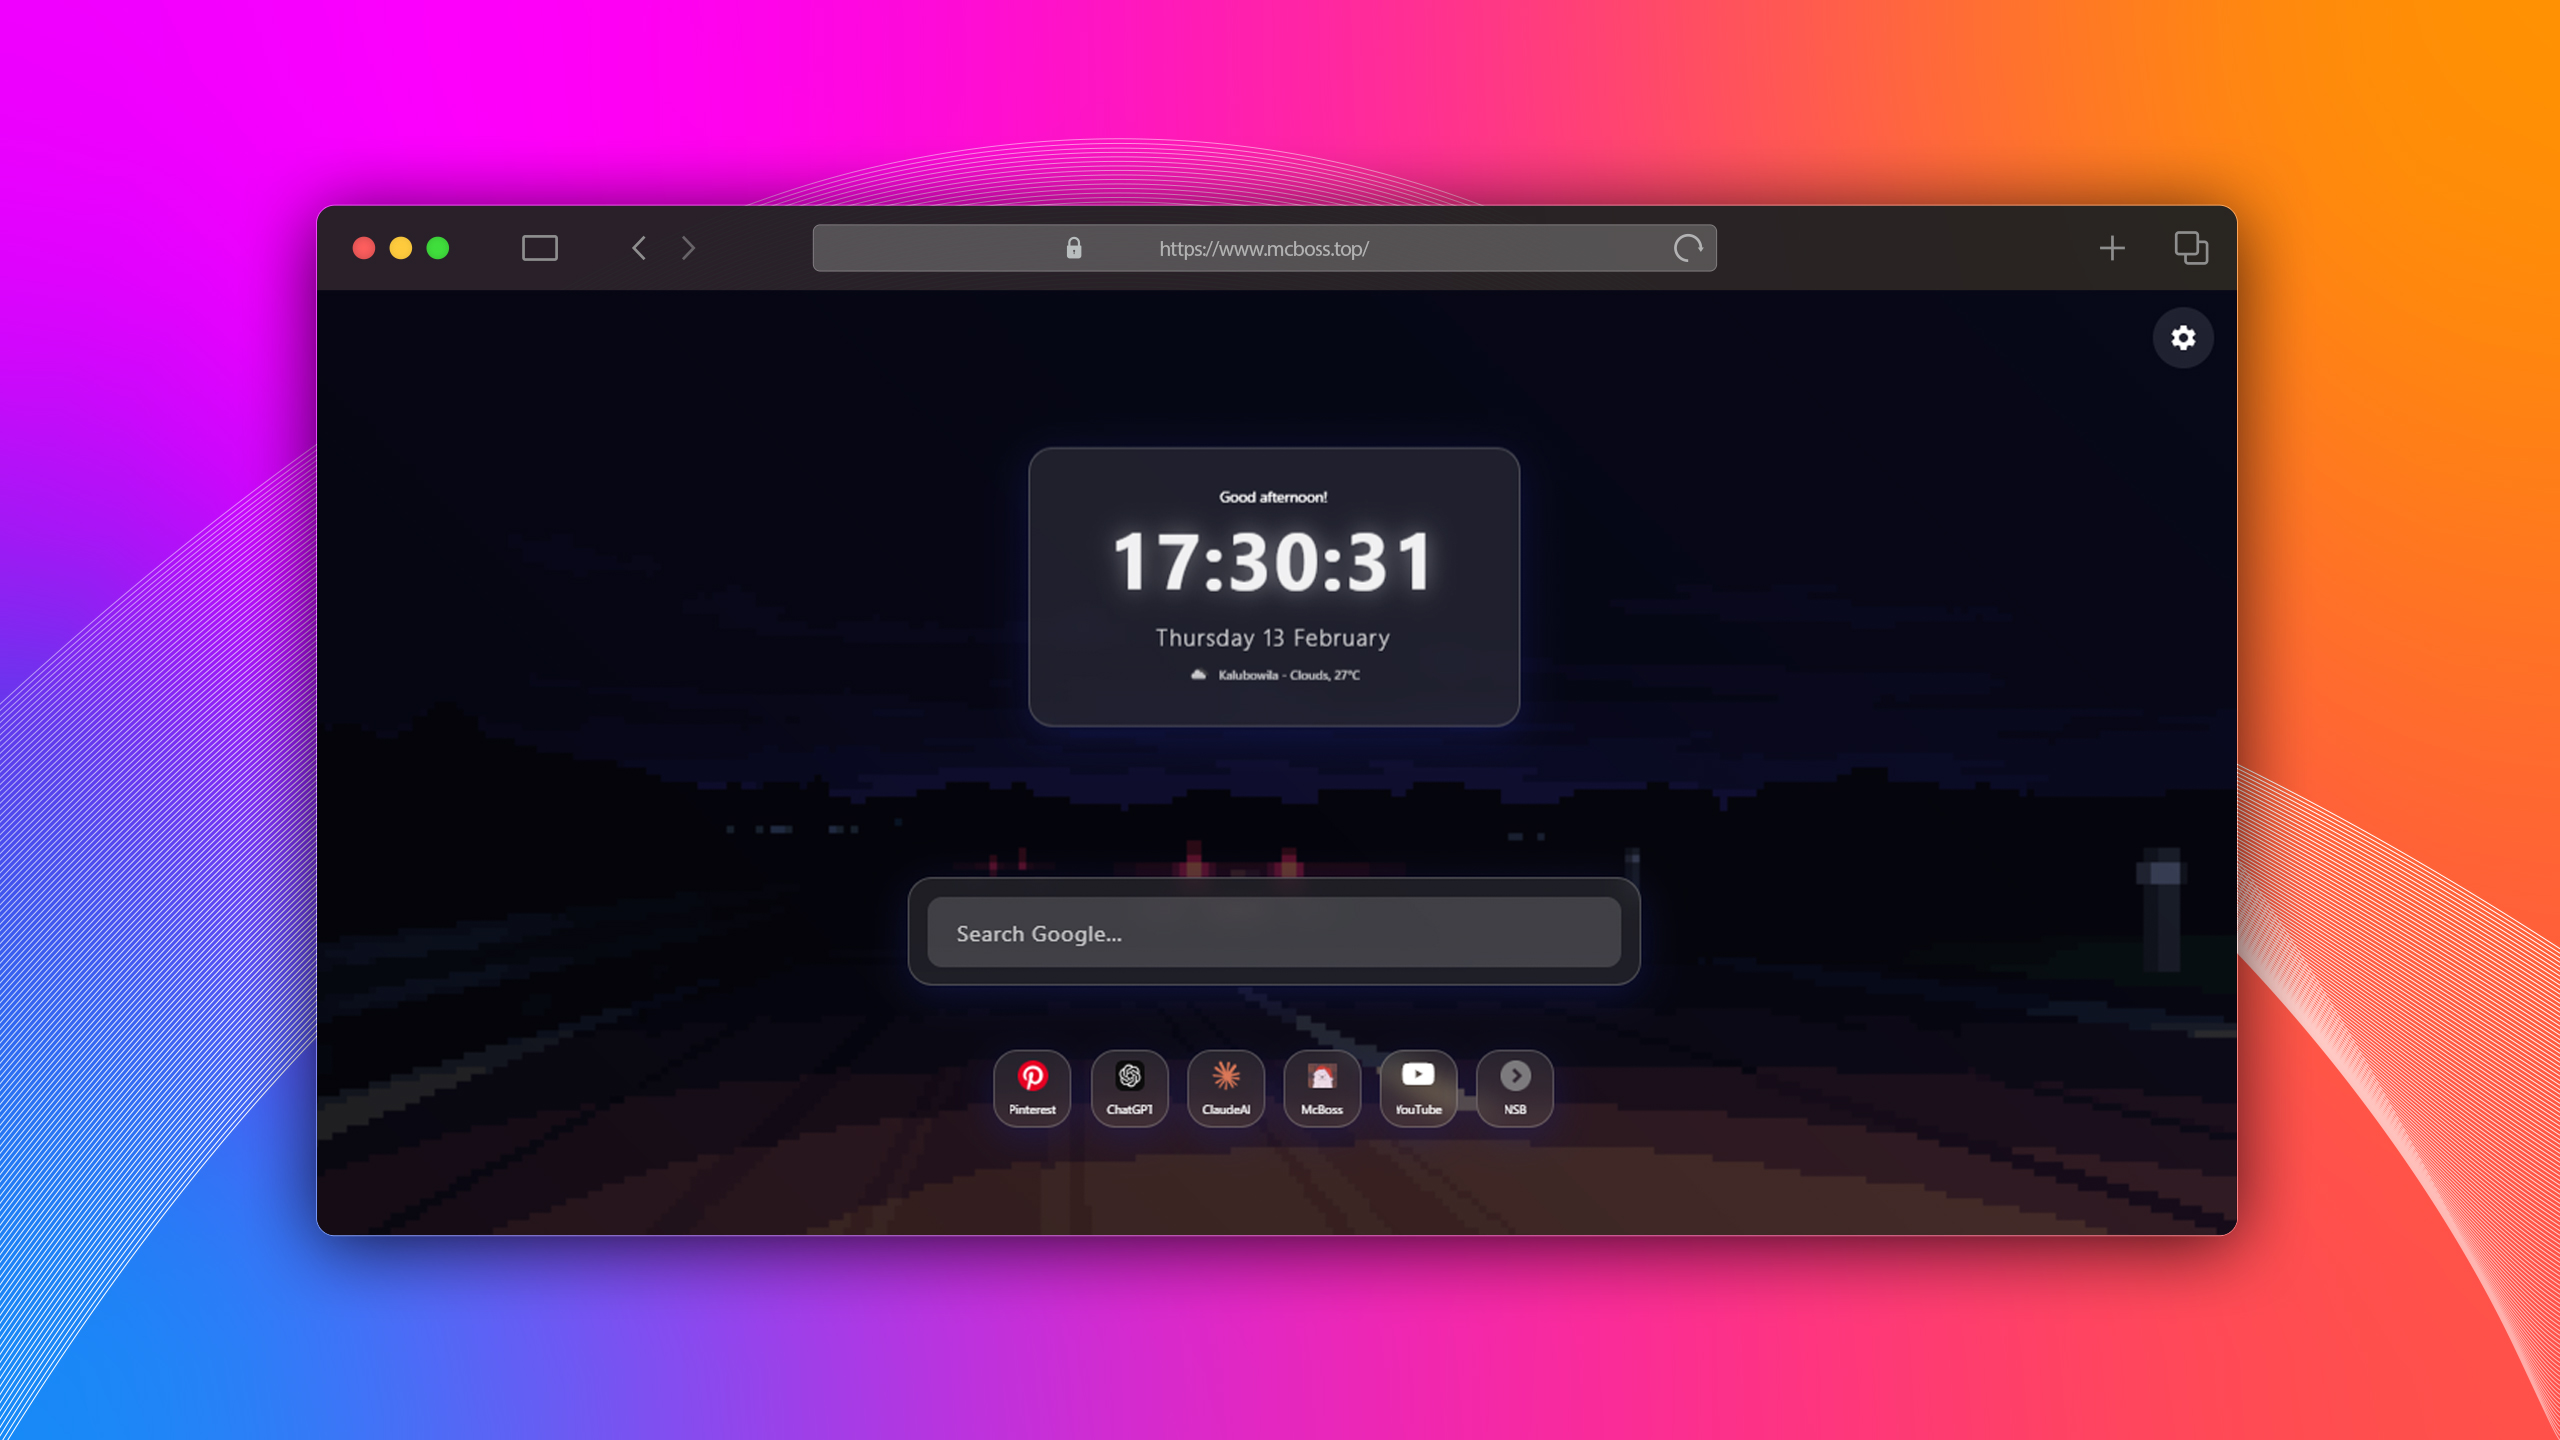 https://www.mcboss.top/
Good afternoon!
17:30:31
Thursday 13 February
Kalubowila - Clouds, 27°C
Search Google...
Pinterest
ChatGPT
ClaudeAI
McBoss
YouTube
NSB